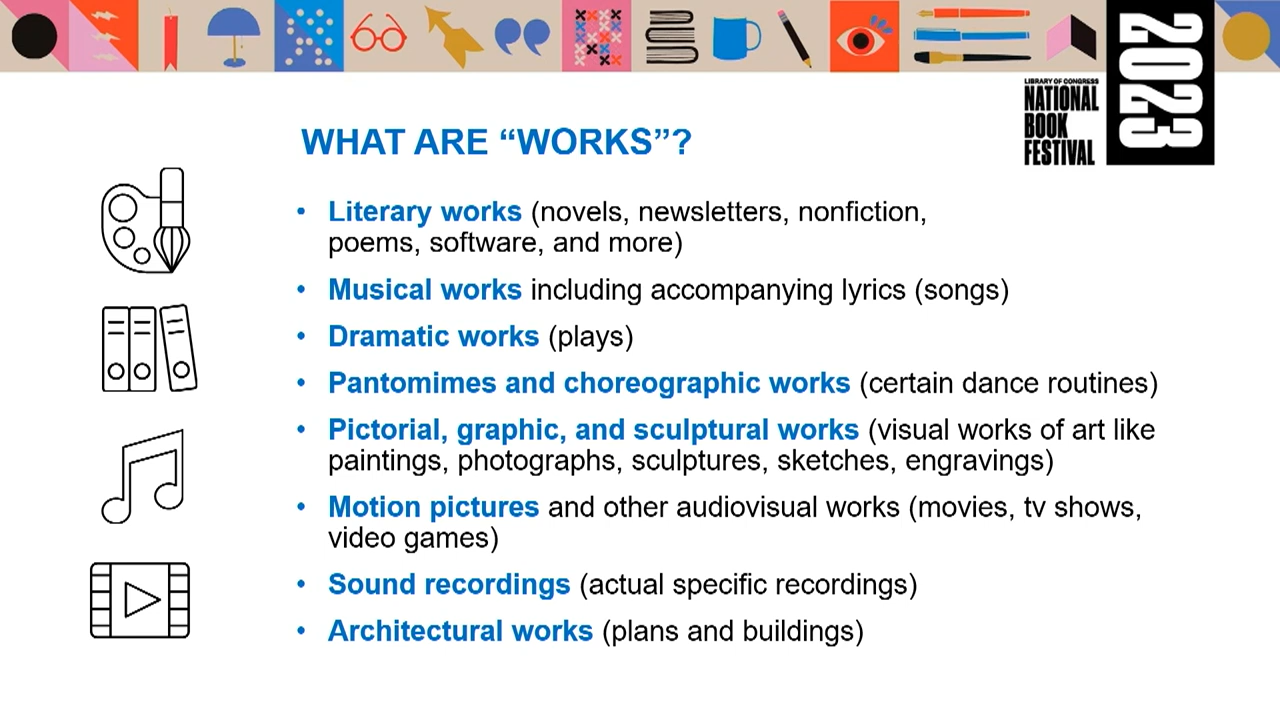 LIBRARY OF CONGRESS
NATIONAL
BOOK
FESTIVAL
2023
WHAT ARE “WORKS”?
• Literary works (novels, newsletters, nonfiction,
poems, software, and more)
• Musical works including accompanying lyrics (songs)
• Dramatic works (plays)
• Pantomimes and choreographic works (certain dance routines)
• Pictorial, graphic, and sculptural works (visual works of art like
paintings, photographs, sculptures, sketches, engravings)
• Motion pictures and other audiovisual works (movies, tv shows,
video games)
• Sound recordings (actual specific recordings)
• Architectural works (plans and buildings)